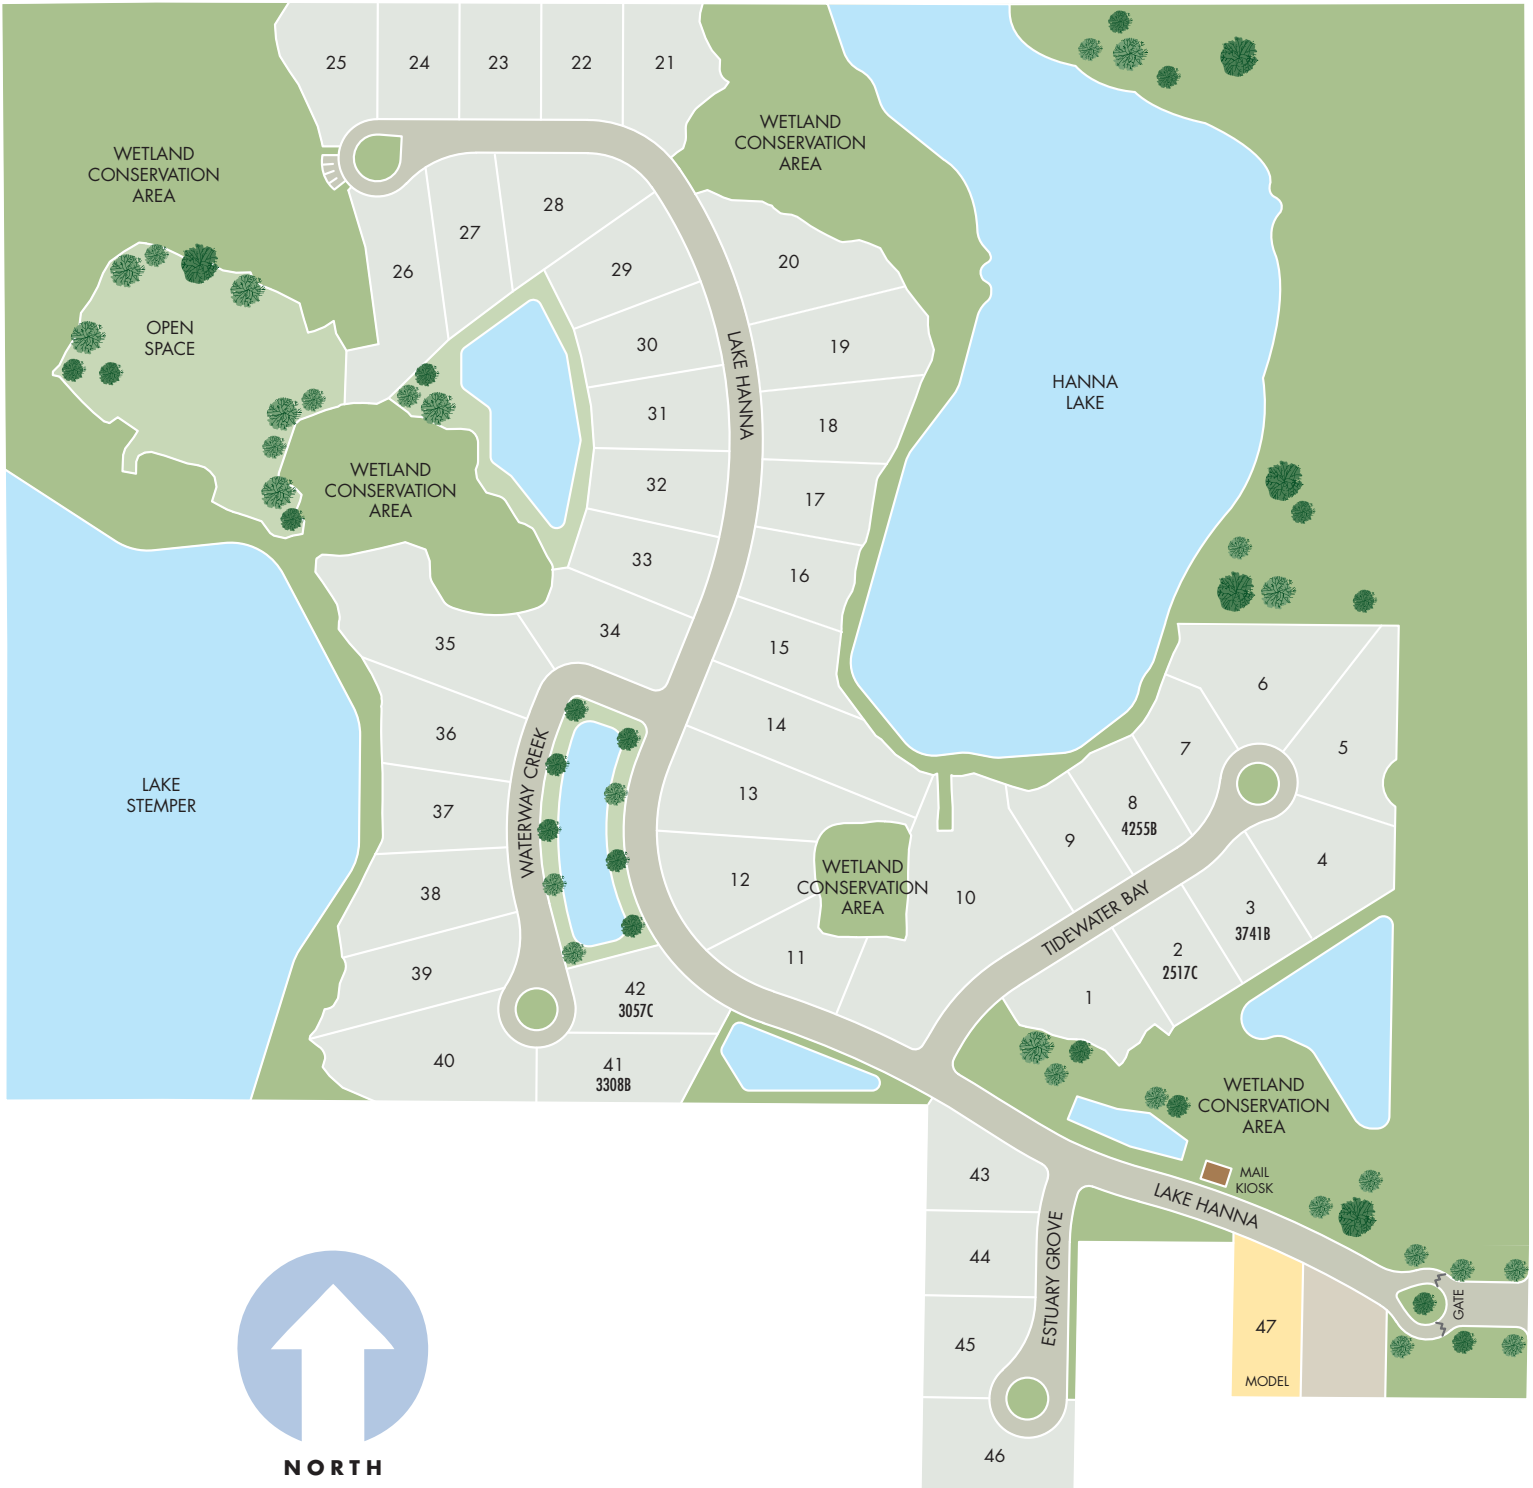 25
24
23
22
21
WETLAND
CONSERVATION
AREA
WETLAND
CONSERVATION
AREA
28
27
26
29
20
OPEN
SPACE
30
19
LAKE HANNA
HANNA
LAKE
31
18
WETLAND
CONSERVATION
AREA
32
17
33
16
34
35
15
6
36
14
7
5
LAKE
STEMPER
WATERWAY CREEK
37
13
8
4255B
9
4
38
12
WETLAND
CONSERVATION
AREA
10
TIDEWATER BAY
3
3741B
39
11
2
2517C
1
42
3057C
40
41
3308B
WETLAND
CONSERVATION
AREA
43
MAIL
KIOSK
LAKE HANNA
44
ESTUARY GROVE
45
47
MODEL
GATE
46
NORTH